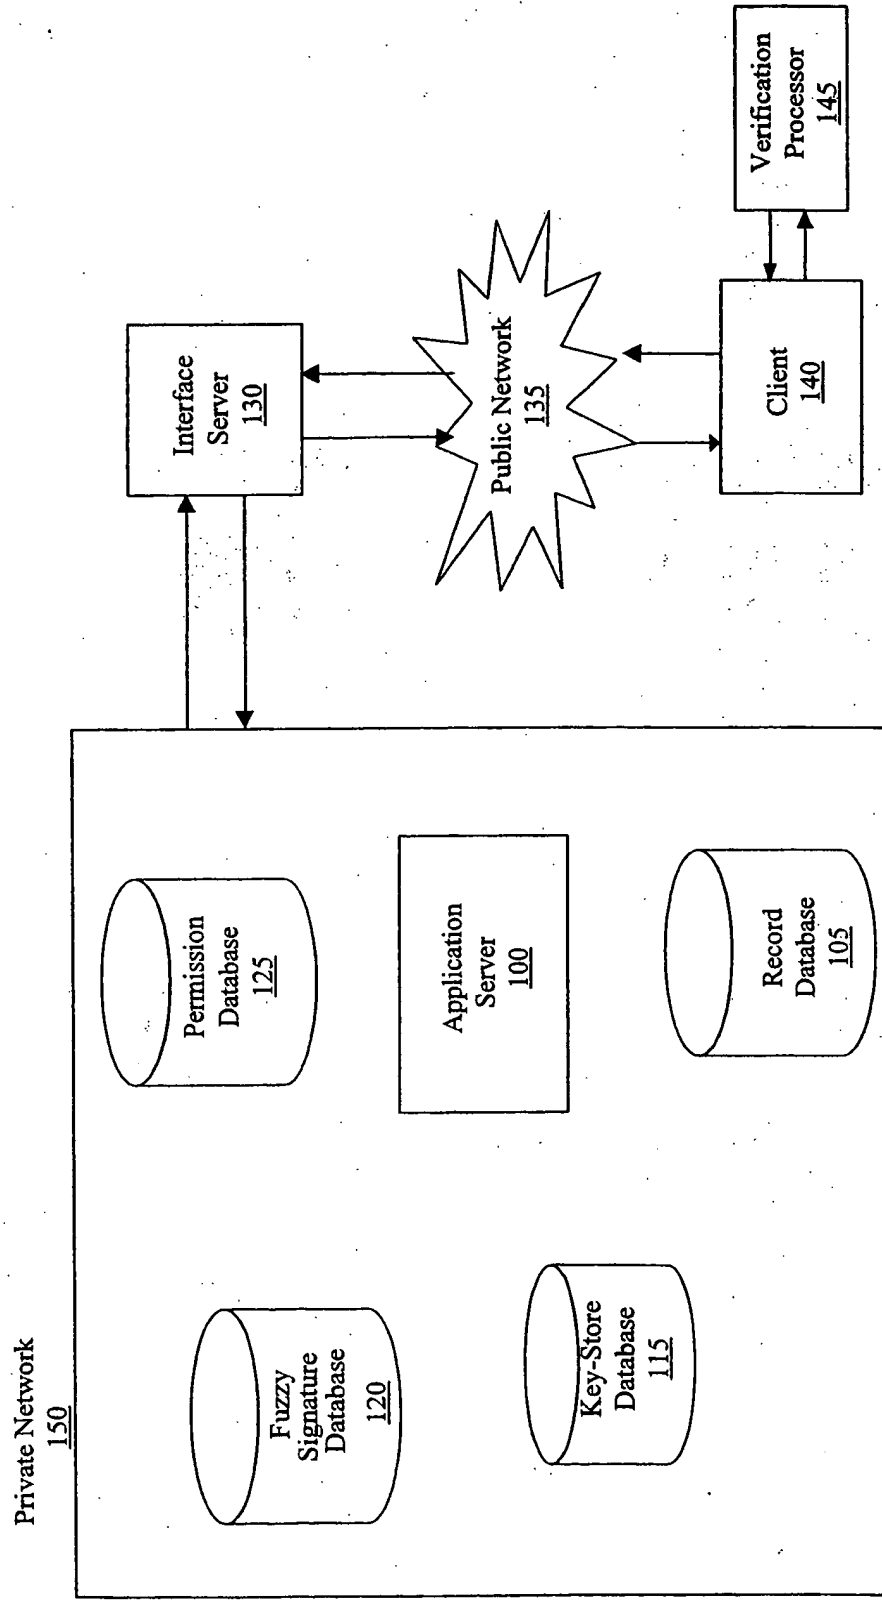 Private Network
150
Fuzzy
Signature
Database
120
Key-Store
Database
115
Permission
Database
125
Application
Server
100
Record
Database
105
Interface
Server
130
Public Network
135
Client
140
Verification
Processor
145